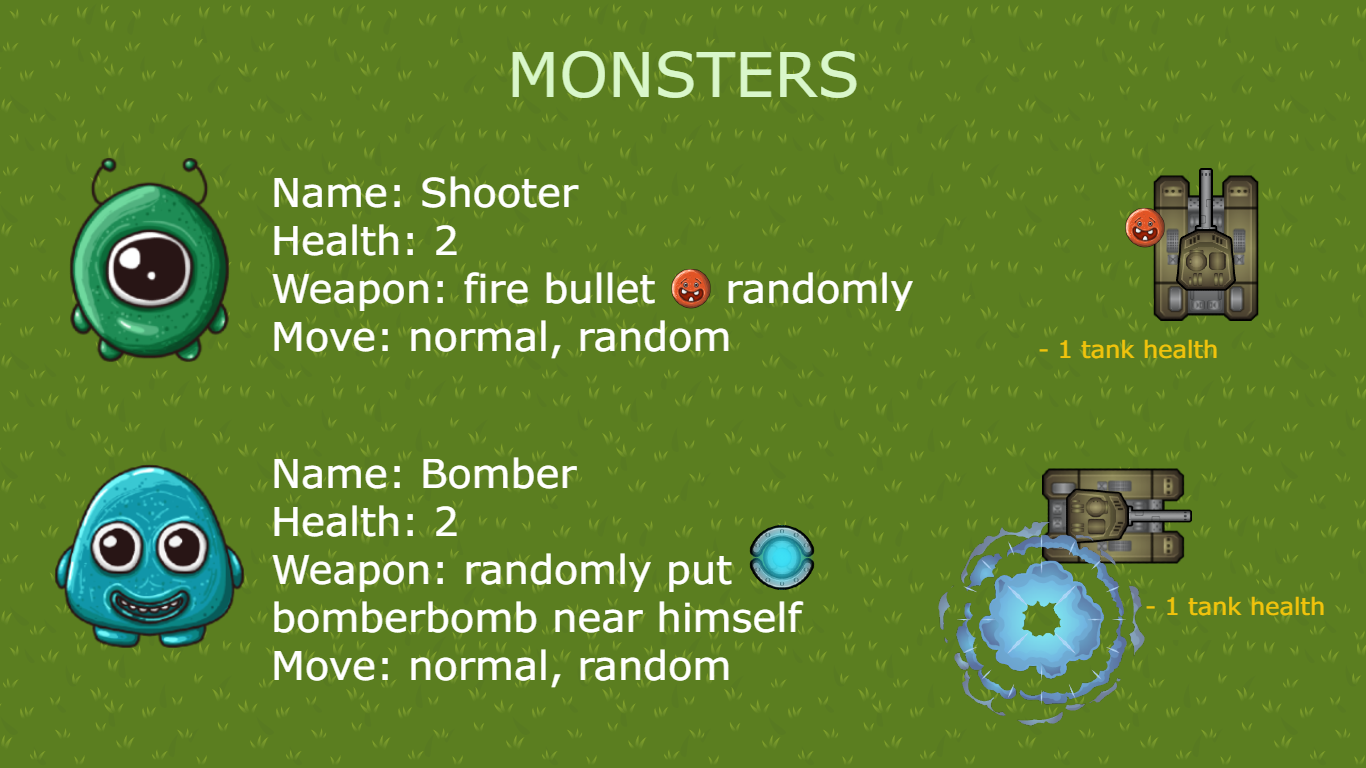 MONSTERS
Name: Shooter
Health: 2
Weapon: fire bullet randomly
Move: normal, random
- 1 tank health
Name: Bomber
Health: 2
Weapon: randomly put
bomberbomb near himself
Move: normal, random
- 1 tank health